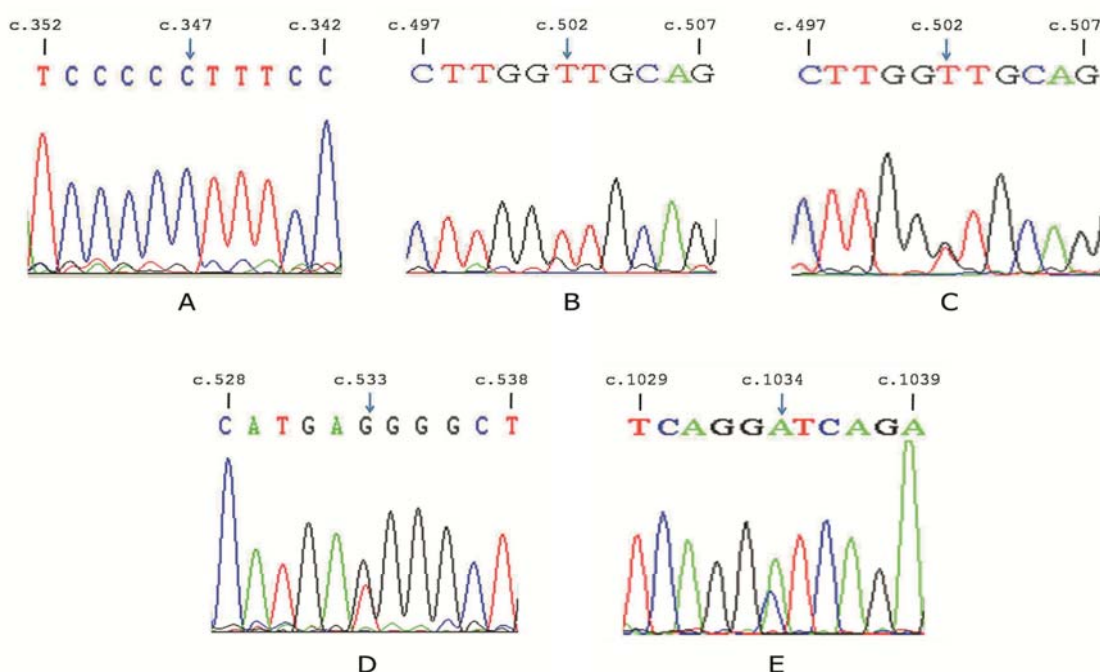 c.352 c.347 c.342
T C C C C C T T T C C
A
c.497 c.502 c.507
CTTGGTTGCAG
B
c.497 c.502 c.507
CTTGGTTGCAG
C
c.528 c.533 c.538
C A T G A G G G G C T
D
c.1029 c.1034 c.1039
TCAGGATCAGA
E